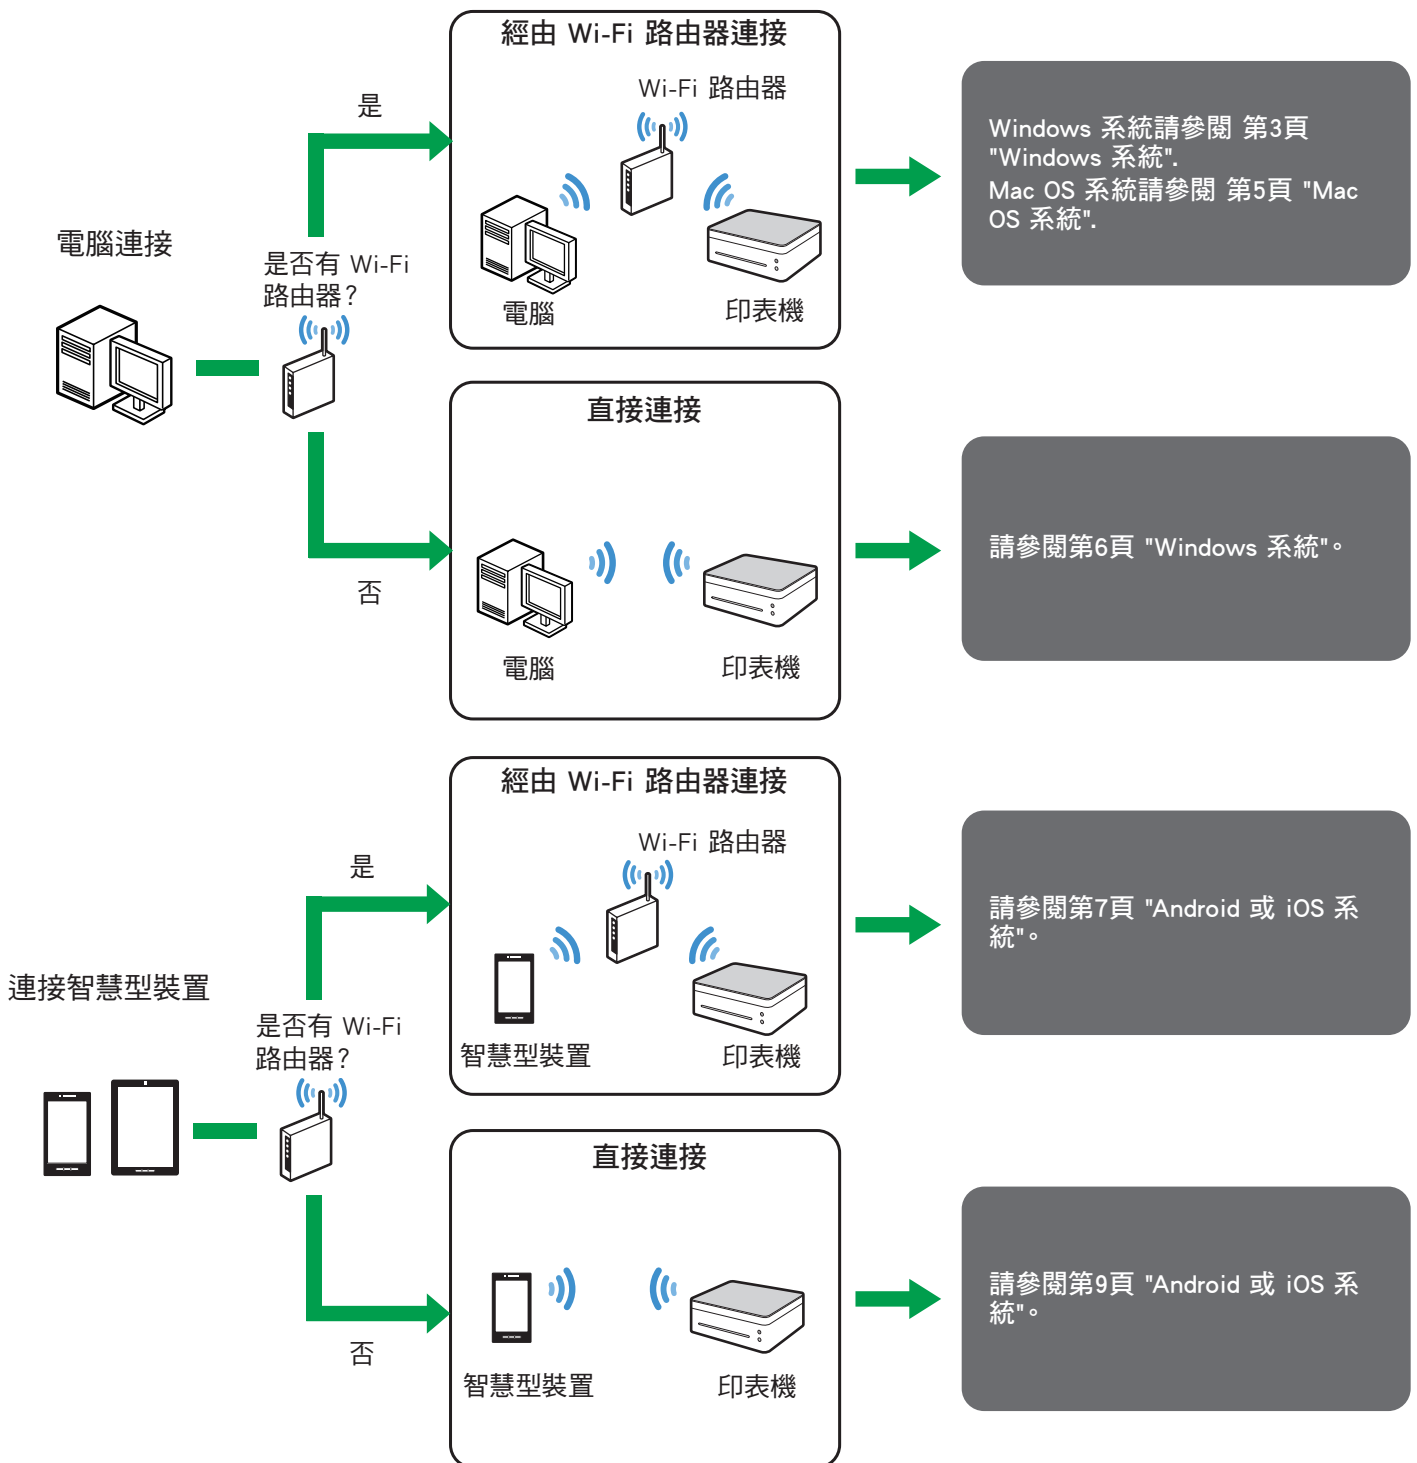 電腦連接
是否有 Wi-Fi
路由器？
是
經由 Wi-Fi 路由器連接
Wi-Fi 路由器
電腦
印表機
Windows 系統請參閱 第3頁
"Windows 系統".
Mac OS 系統請參閱 第5頁 "Mac
OS 系統".
否
直接連接
電腦
印表機
請參閱第6頁 "Windows 系統"。
連接智慧型裝置
是否有 Wi-Fi
路由器？
是
經由 Wi-Fi 路由器連接
Wi-Fi 路由器
智慧型裝置
印表機
請參閱第7頁 "Android 或 iOS 系
統"。
否
直接連接
智慧型裝置
印表機
請參閱第9頁 "Android 或 iOS 系
統"。